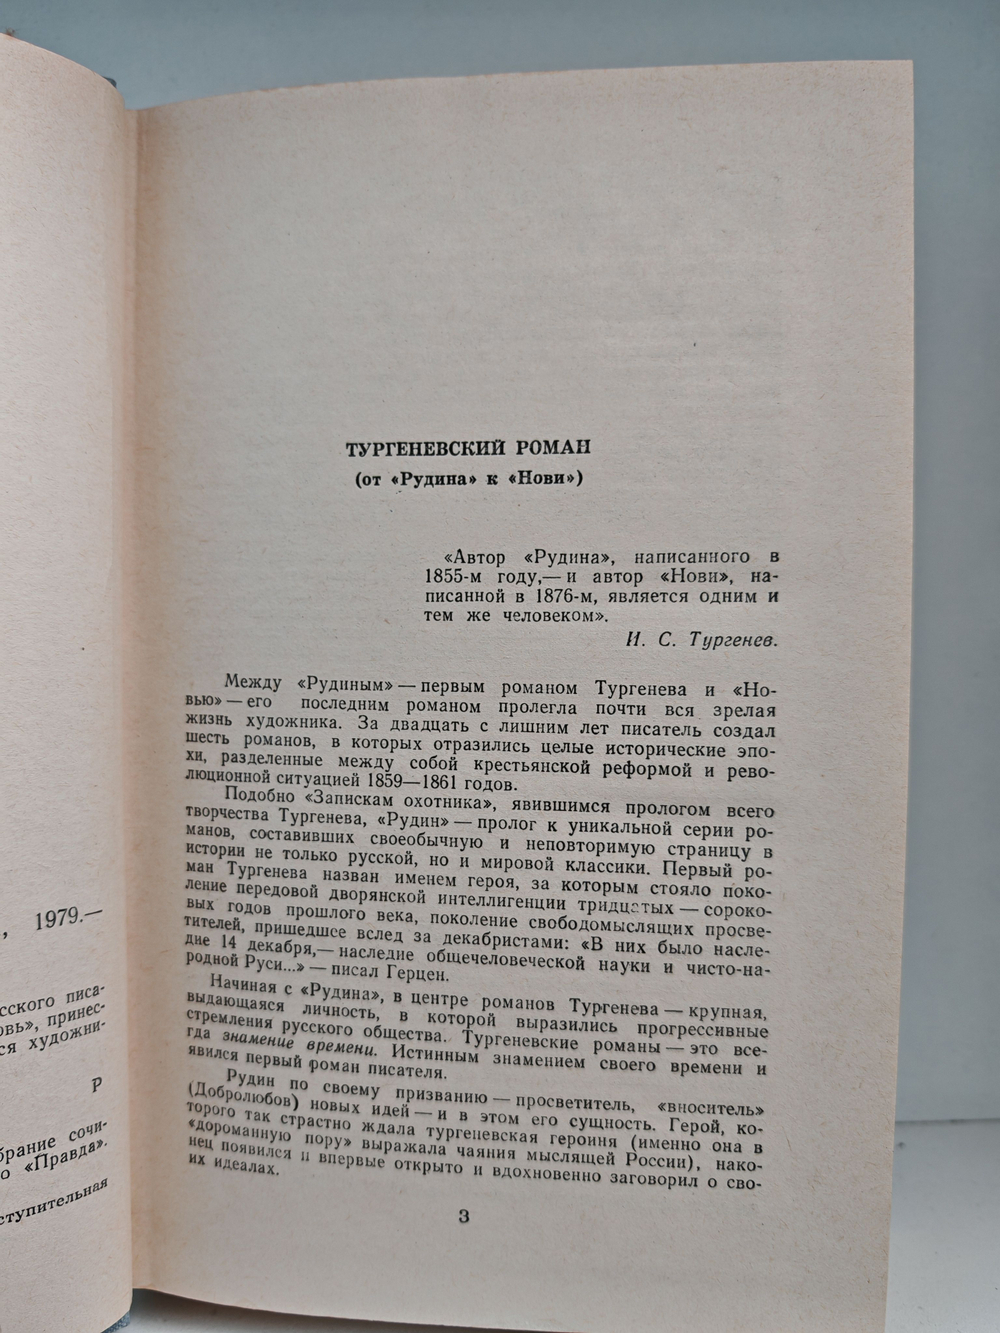 ТУРГЕНЕВСКИЙ РОМАН
(от «Рудина» к «Нови»)
«Автор «Рудина», написанного в
1855-м году,— и автор «Нови», на-
писанной в 1876-м, является одним и
тем же человеком».
И. С. Тургенев.
Между «Рудиным» — первым романом Тургенева и «Но-
вью» — его последним романом пролегла почти вся зрелая
жизнь художника. За двадцать с лишним лет писатель создал
шесть романов, в которых отразились целые исторические эпо-
хи, разделенные между собой крестьянской реформой и рево-
люционной ситуацией 1859—1861 годов.
Подобно «Запискам охотника», явившимся прологом всего
творчества Тургенева, «Рудин» — пролог к уникальной серии ро-
манов, составивших своеобычную и неповторимую страницу в
истории не только русской, но и мировой классики. Первый ро-
ман Тургенева назван именем героя, за которым стояло поко-
ление передовой дворянской интеллигенции тридцатых — сороко-
вых годов прошлого века, поколение свободомыслящих просве-
тителей, пришедшее вслед за декабристами: «В них было насле-
дие 14 декабря,— наследие общечеловеческой науки и чисто-на-
родной Руси...» — писал Герцен.
Начиная с «Рудина», в центре романов Тургенева — крупная,
выдающаяся личность, в которой выразились прогрессивные
стремления русского общества. Тургеневские романы — это все-
гда знамение времени. Истинным знамением своего времени и
явился первый роман писателя.
Рудин по своему призванию — просветитель, «вноситель»
(Добролюбов) новых идей — и в этом его сущность. Герой, ко-
торого так страстно ждала тургеневская героиня (именно она в
«дороманную пору» выражала чаяния мыслящей России), нако-
нец появился и впервые открыто и вдохновенно заговорил о сво-
их идеалах.
3
, 1979.—
сского писа-
овь», принес-
ся художни-
Р
брание сочи-
о «Правда».
ступительная